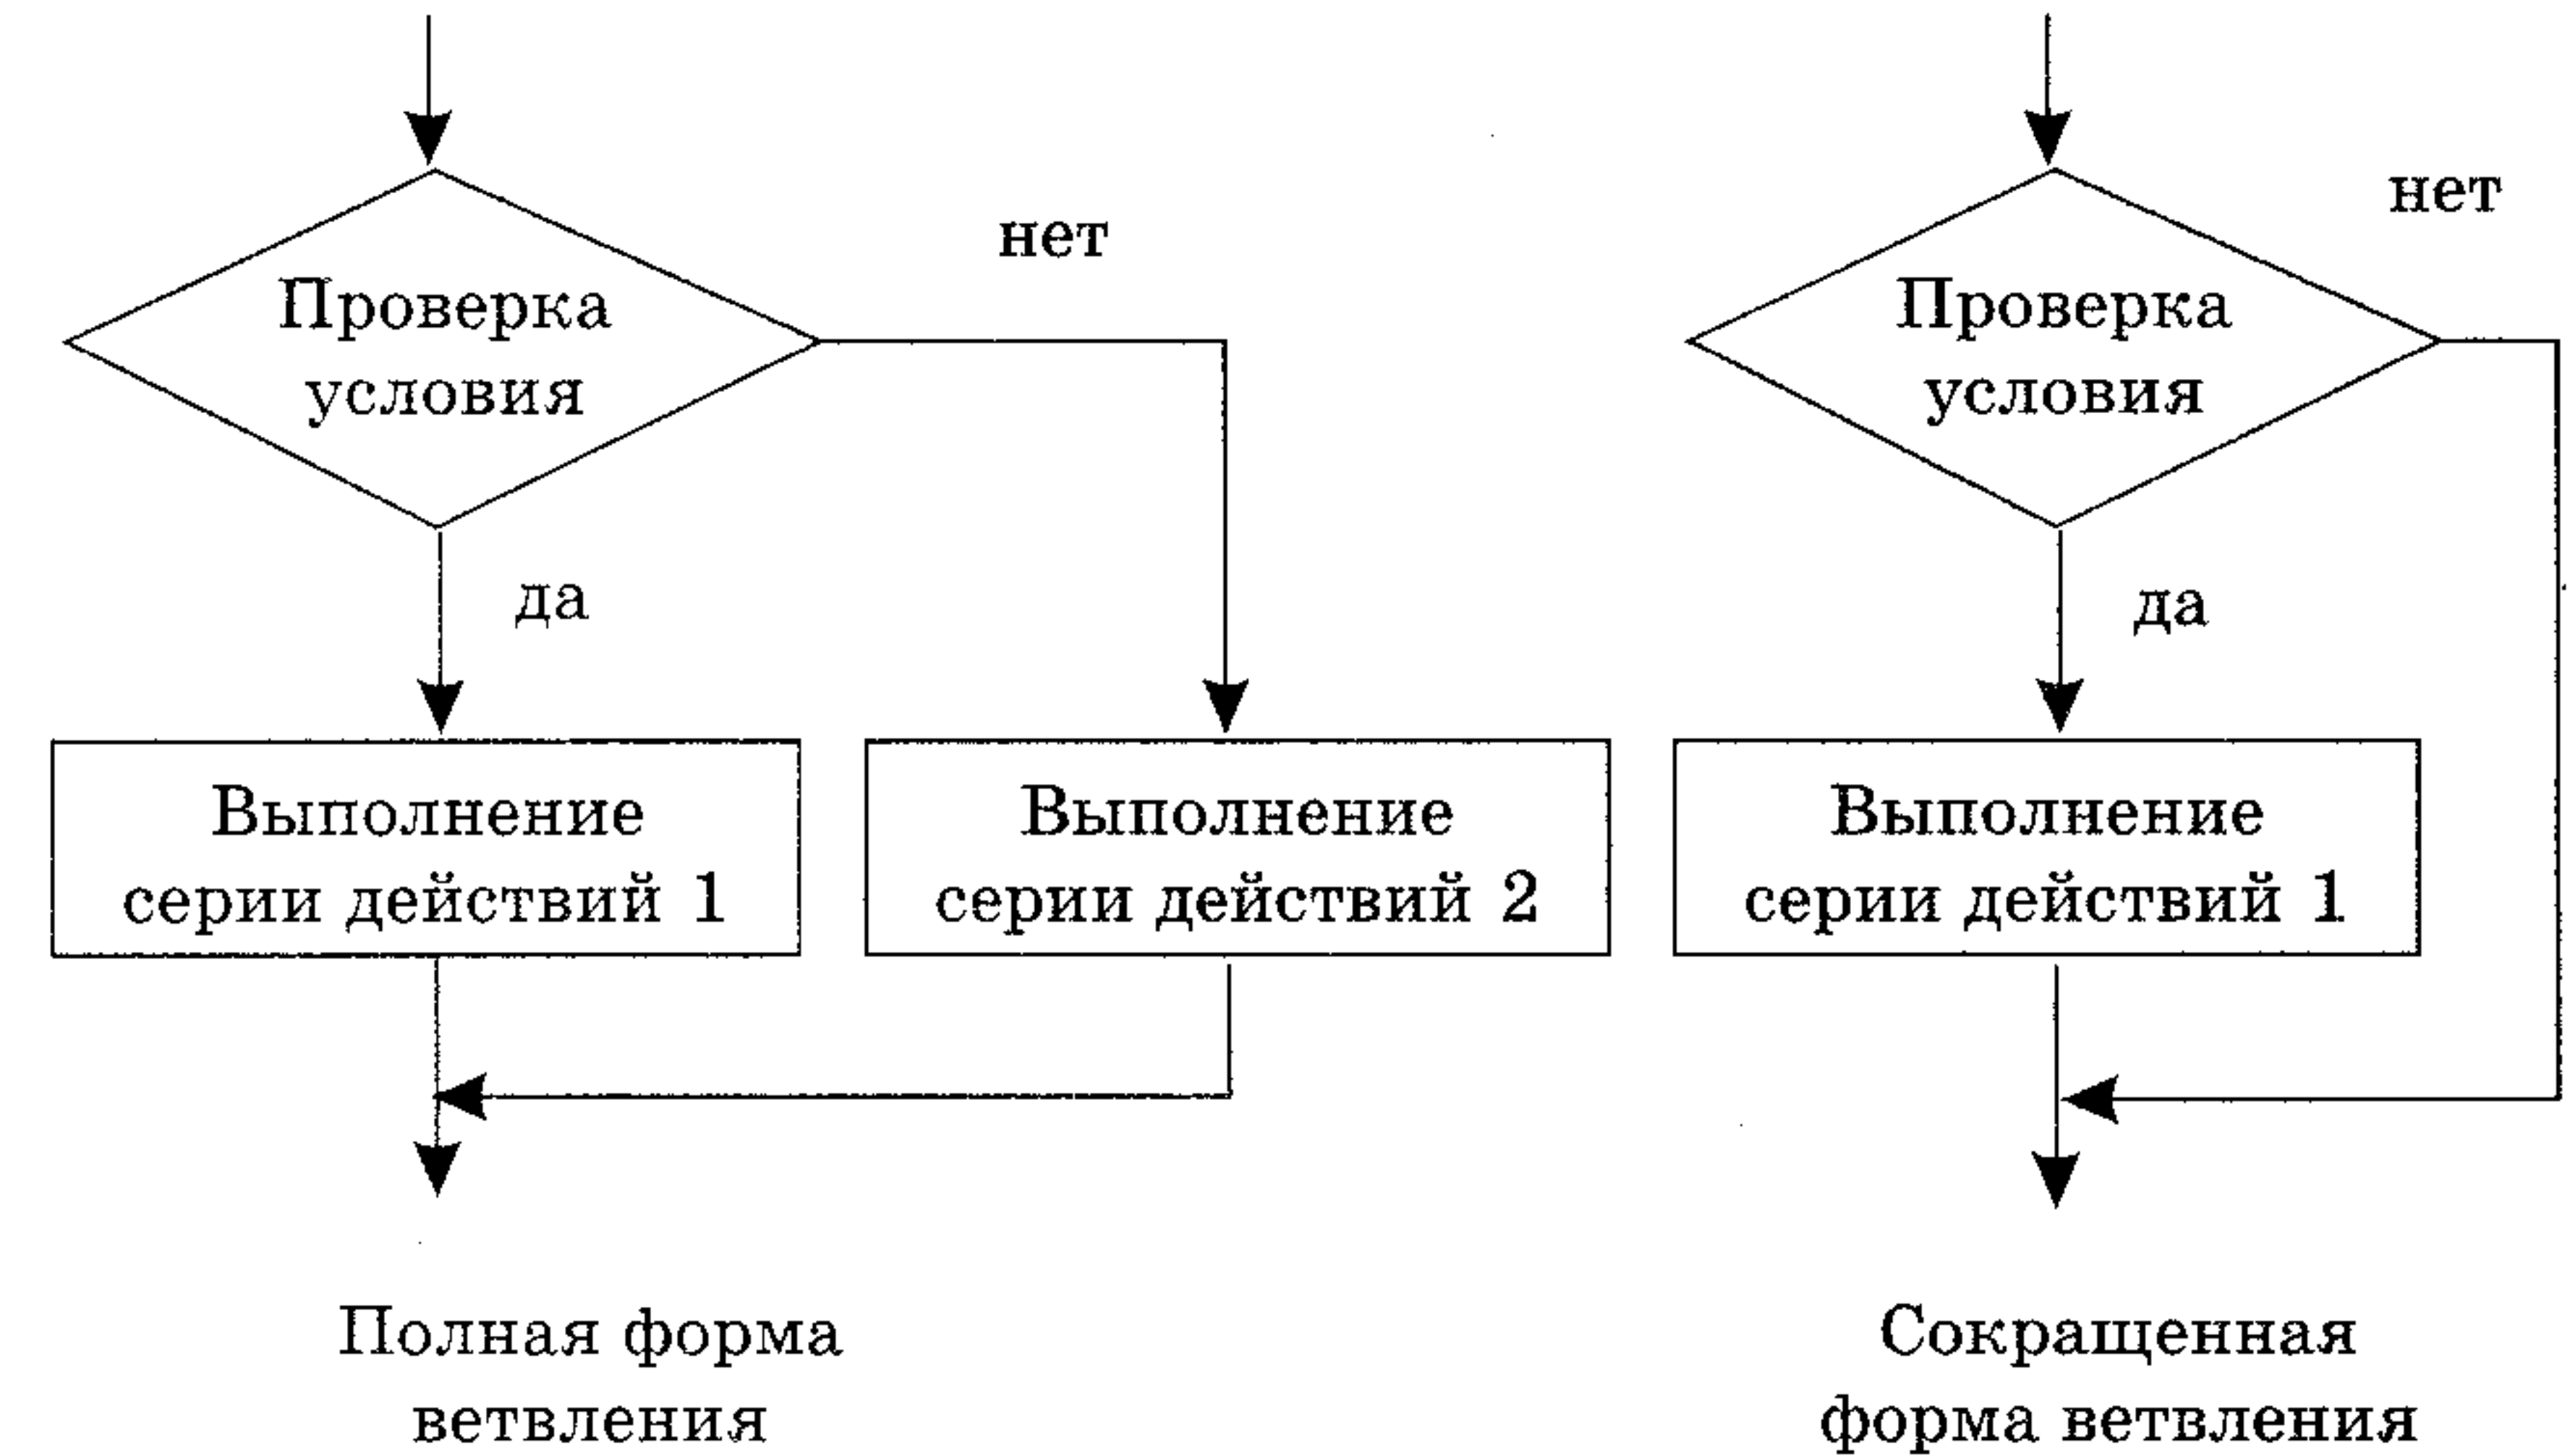 нет
Проверка
условия
да
Выполнение
серии действий 1
Выполнение
серии действий 2
Полная форма
ветвления
нет
Проверка
условия
да
Выполнение
серии действий 1
Сокращенная
форма ветвления